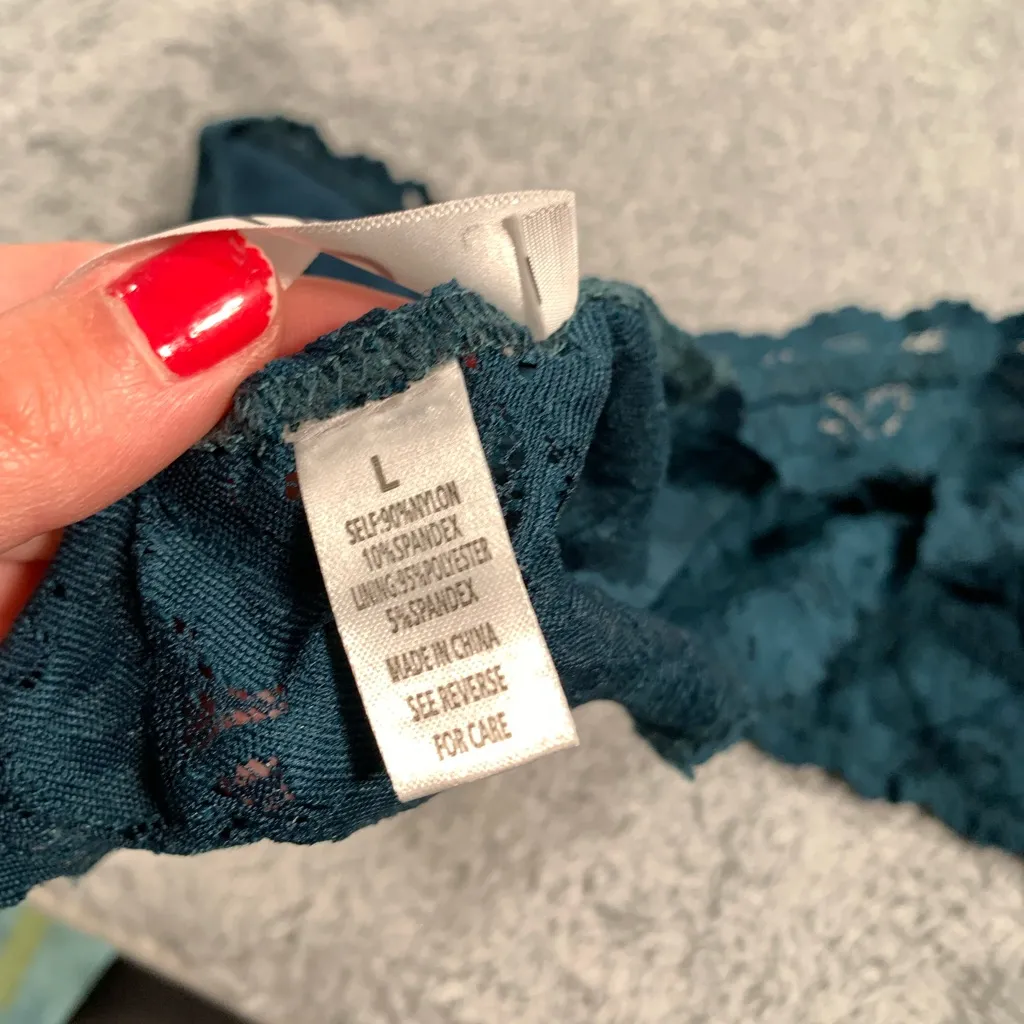 L
SELF:90%NYLON
10%SPANDEX
LINING:95%POLYESTER
5%SPANDEX
MADE IN CHINA
SEE REVERSE
FOR CARE